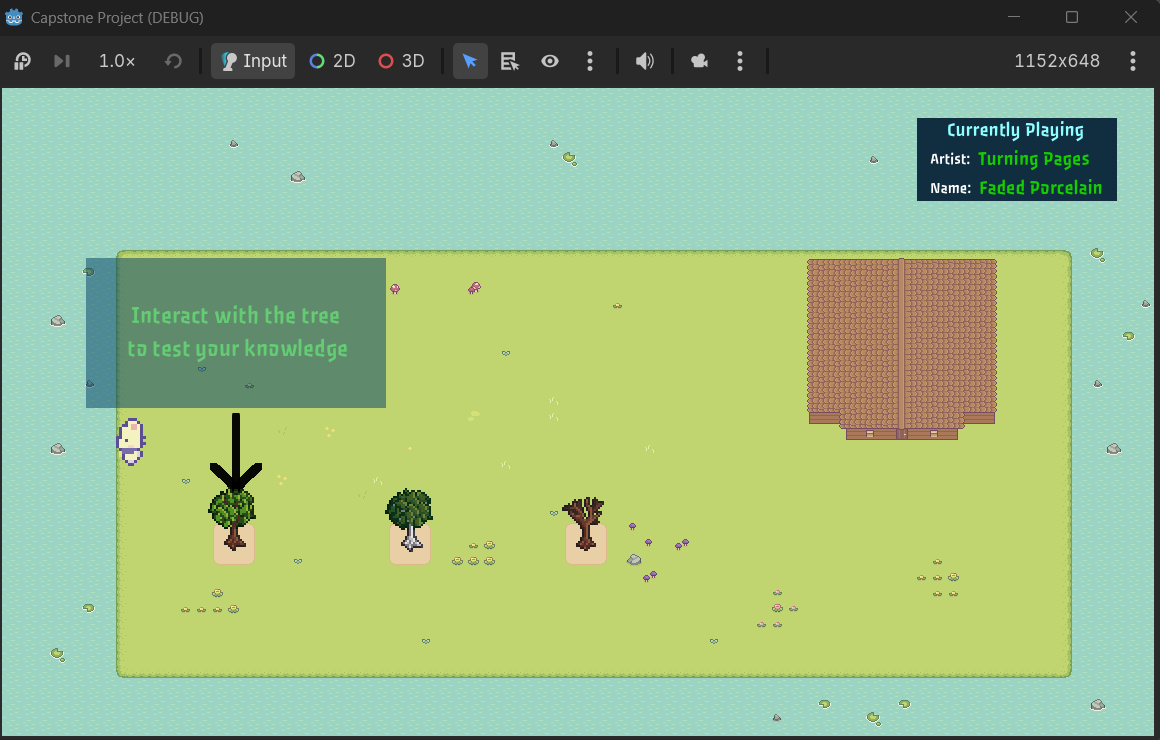 Capstone Project (DEBUG)
1.0×
Input
2D
3D
1152x648
Currently Playing
Artist: Turning Pages
Name: Faded Porcelain
Interact with the tree
to test your knowledge